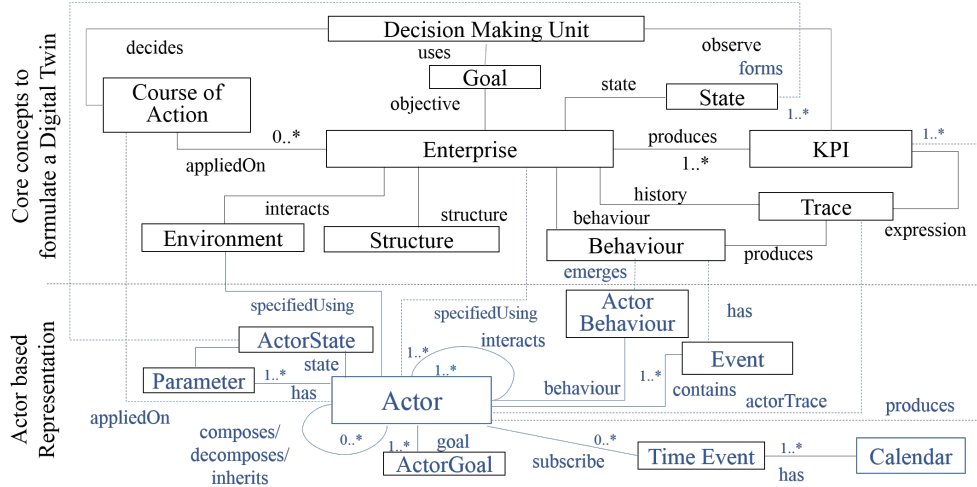 Core concepts to
formulate a Digital Twin
Decision Making Unit
decides
uses
observe
Goal
forms
Course of
Action
objective
state
State
1..*
0..*
appliedOn
Enterprise
produces
1..*
KPI
1..*
interacts
structure
history
Trace
behaviour
expression
Environment
Structure
Behaviour
produces
emerges
Actor based
Representation
specifiedUsing
specifiedUsing
Actor
Behaviour
has
ActorState
interacts
1..*
state
Event
Parameter
1..*
has
1..*
behaviour
1..*
contains
Actor
actorTrace
produces
appliedOn
composes/
decomposes/
inherits
0..*
1..*
goal
ActorGoal
subscribe
0..*
Time Event
1..*
has
Calendar